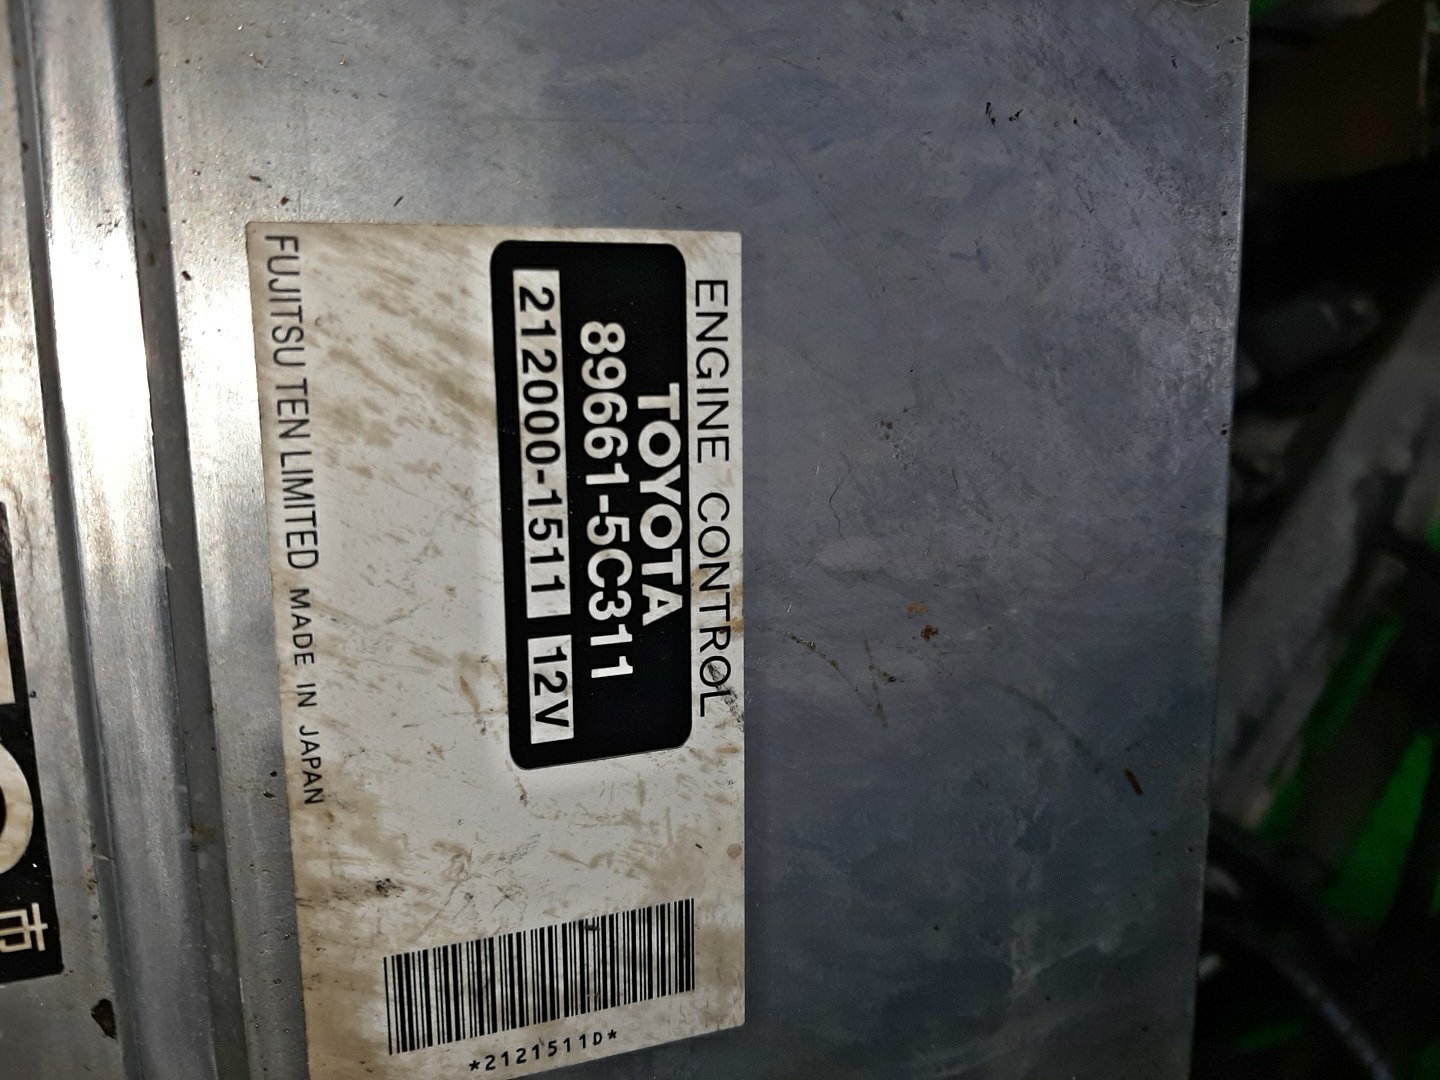 ENGINE CONTROL
TOYOTA
89661-5C311
212000-1511 12V
FUJITSU TEN LIMITED MADE IN JAPAN
*2121511D*